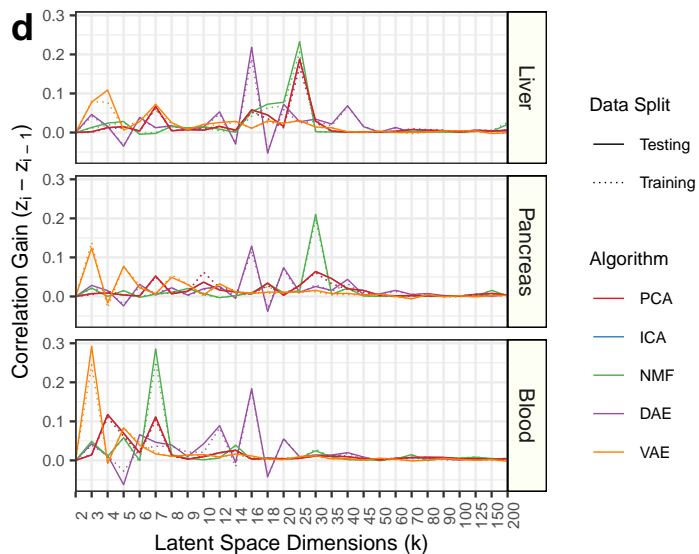 d
Correlation Gain (z i − z i − 1)
0.3
0.2
0.1
0.0
Liver
0.3
0.2
0.1
0.0
Pancreas
0.3
0.2
0.1
0.0
Blood
2 3 4 5 6 7 8 9 10 12 14 16 18 20 25 30 35 40 45 50 60 70 80 90 100 125 150 200
Latent Space Dimensions (k)
Data Split
Testing
Training
Algorithm
PCA
ICA
NMF
DAE
VAE